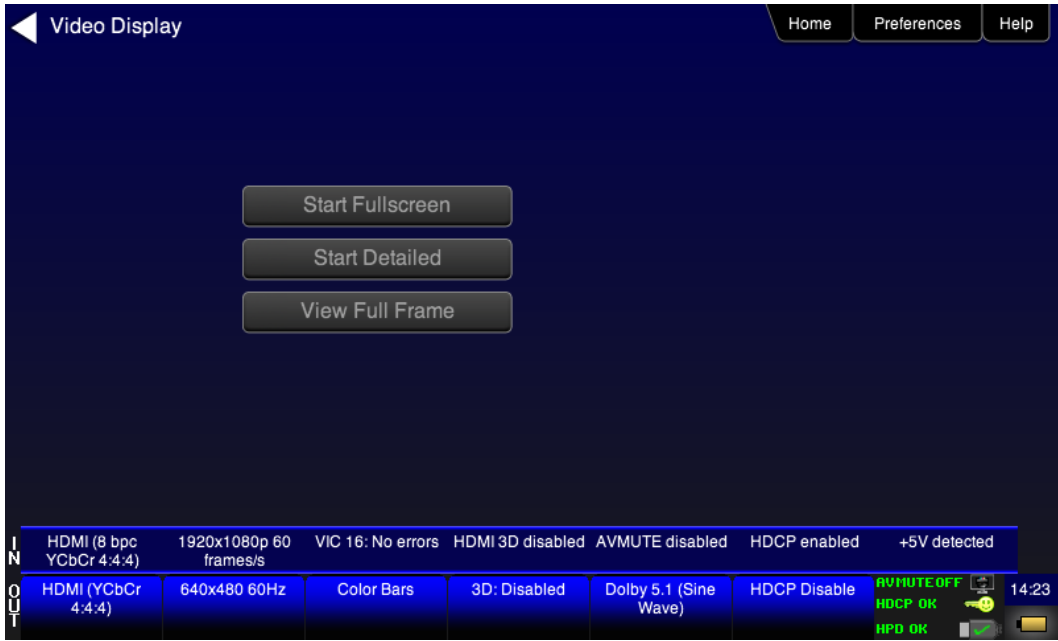 Video Display
Home
Preferences
Help
Start Fullscreen
Start Detailed
View Full Frame
IN
HDMI (8 bpc
YCbCr 4:4:4)
1920x1080p 60
frames/s
VIC 16: No errors
HDMI 3D disabled
AVMUTE disabled
HDCP enabled
+5V detected
OUT
HDMI (YCbCr
4:4:4)
640x480 60Hz
Color Bars
3D: Disabled
Dolby 5.1 (Sine
Wave)
HDCP Disable
AVMUTEOFF
HDCP OK
HPD OK
14:23